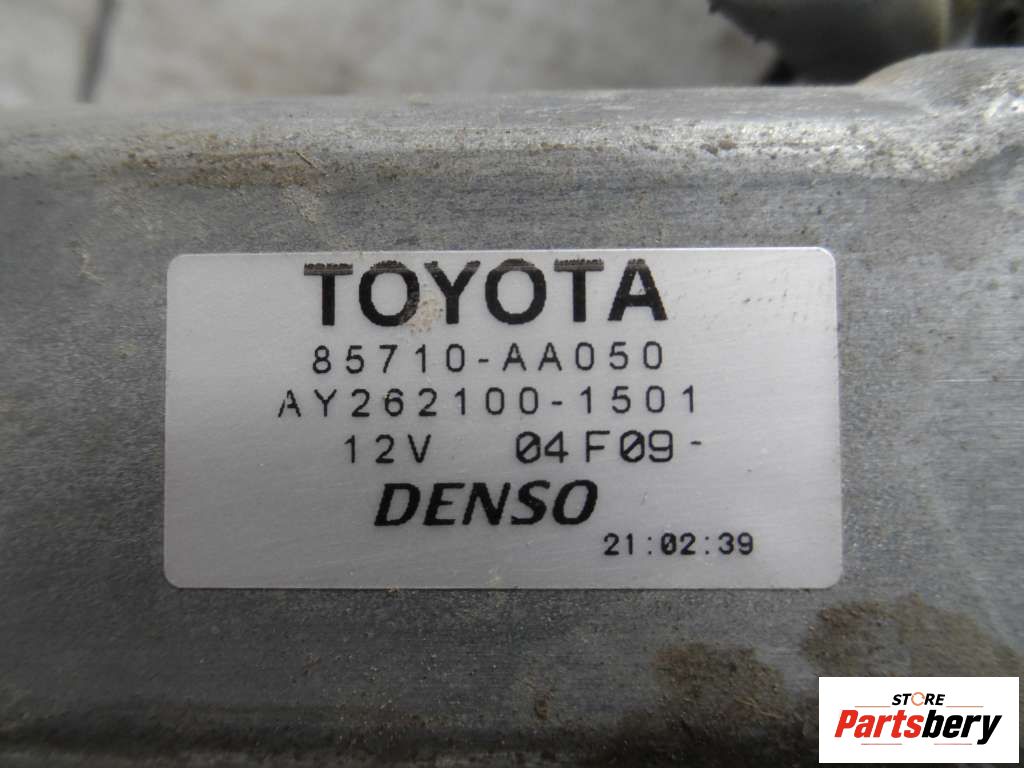 TOYOTA
85710-AA050
AY262100-1501
12V 04F09-
DENSO
21:02:39
STORE
Partsbery